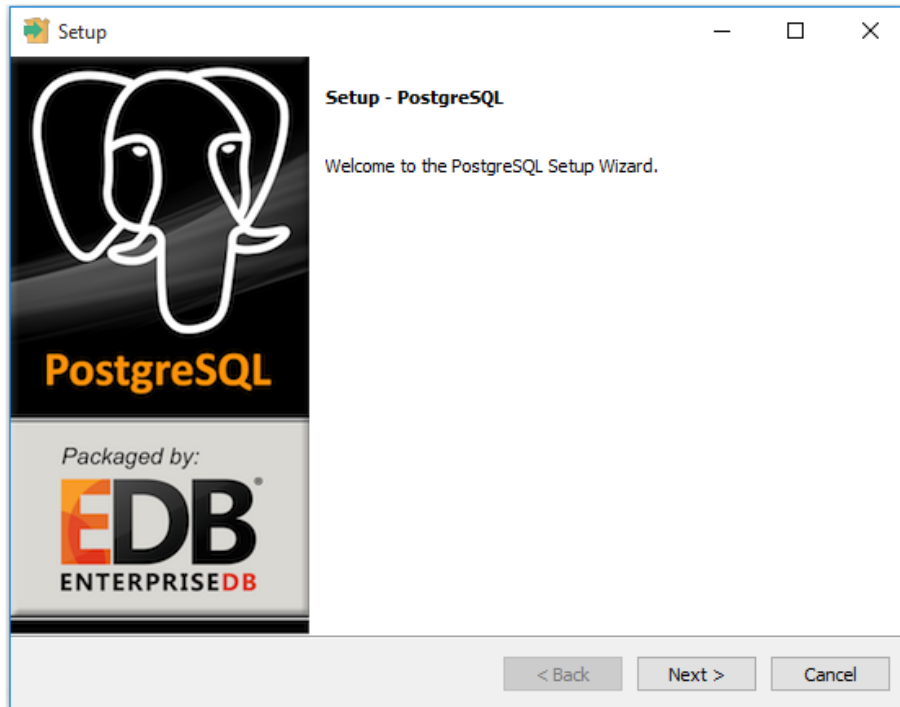 Setup
Setup - PostgreSQL
Welcome to the PostgreSQL Setup Wizard.
PostgreSQL
Packaged by:
EDB®
ENTERPRISEDB
< Back
Next >
Cancel